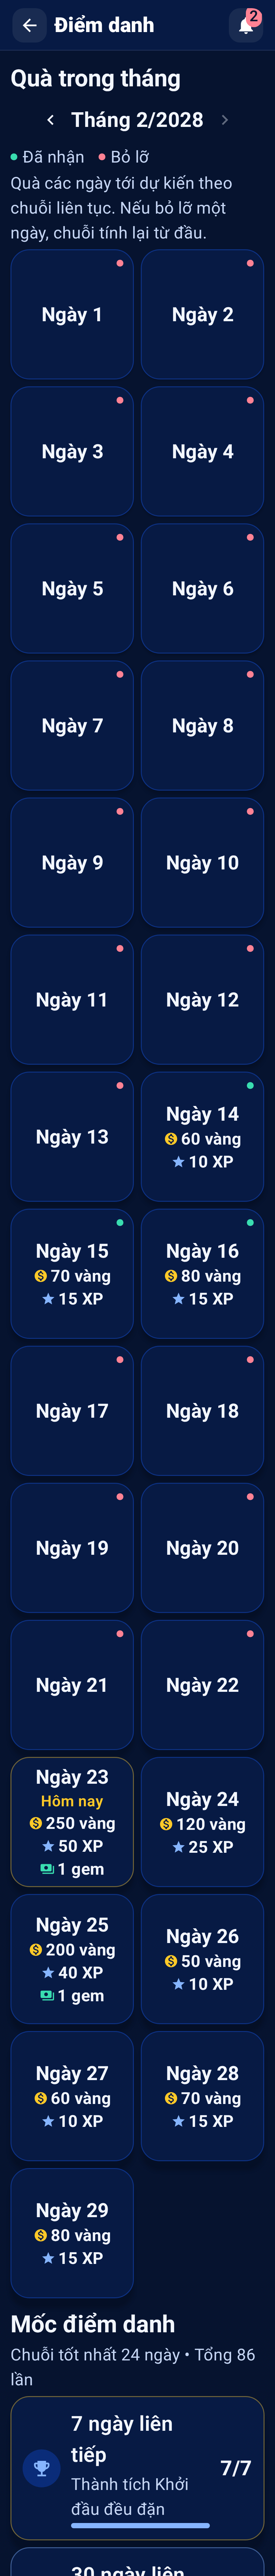 Điểm danh
2
Quà trong tháng
Tháng 2/2028
Đã nhận
Bỏ lỡ
Quà các ngày tới dự kiến theo
chuỗi liên tục. Nếu bỏ lỡ một
ngày, chuỗi tính lại từ đầu.
Ngày 1
Ngày 2
Ngày 3
Ngày 4
Ngày 5
Ngày 6
Ngày 7
Ngày 8
Ngày 9
Ngày 10
Ngày 11
Ngày 12
Ngày 13
Ngày 14
60 vàng
10 XP
Ngày 15
70 vàng
15 XP
Ngày 16
80 vàng
15 XP
Ngày 17
Ngày 18
Ngày 19
Ngày 20
Ngày 21
Ngày 22
Ngày 23
Hôm nay
250 vàng
50 XP
1 gem
Ngày 24
120 vàng
25 XP
Ngày 25
200 vàng
40 XP
1 gem
Ngày 26
50 vàng
10 XP
Ngày 27
60 vàng
10 XP
Ngày 28
70 vàng
15 XP
Ngày 29
80 vàng
15 XP
Mốc điểm danh
Chuỗi tốt nhất 24 ngày • Tổng 86
lần
7 ngày liên
tiếp
Thành tích Khởi
đầu đều đặn
7/7
30 ngày liên